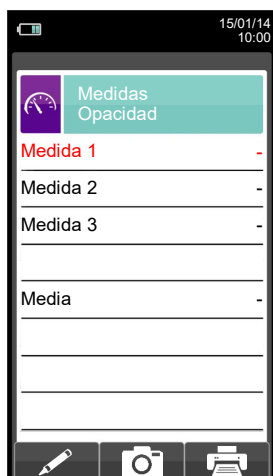 15/01/14
10:00
Medidas
Opacidad
Medida 1 -
Medida 2 -
Medida 3 -
Media -